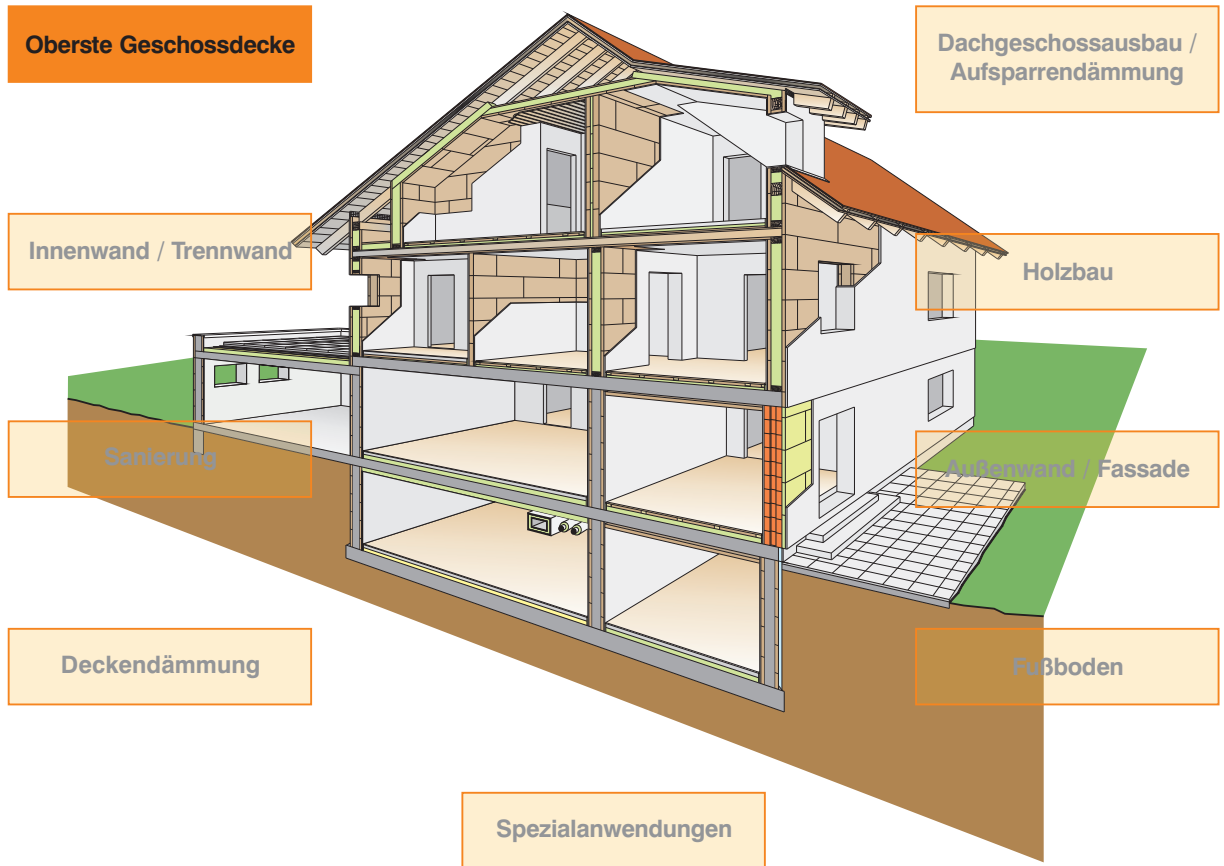 Oberste Geschossdecke
Dachgeschossausbau /
Aufsparrendämmung
Innenwand / Trennwand
Holzbau
Sanierung
Außenwand / Fassade
Deckendämmung
Fußboden
Spezialanwendungen